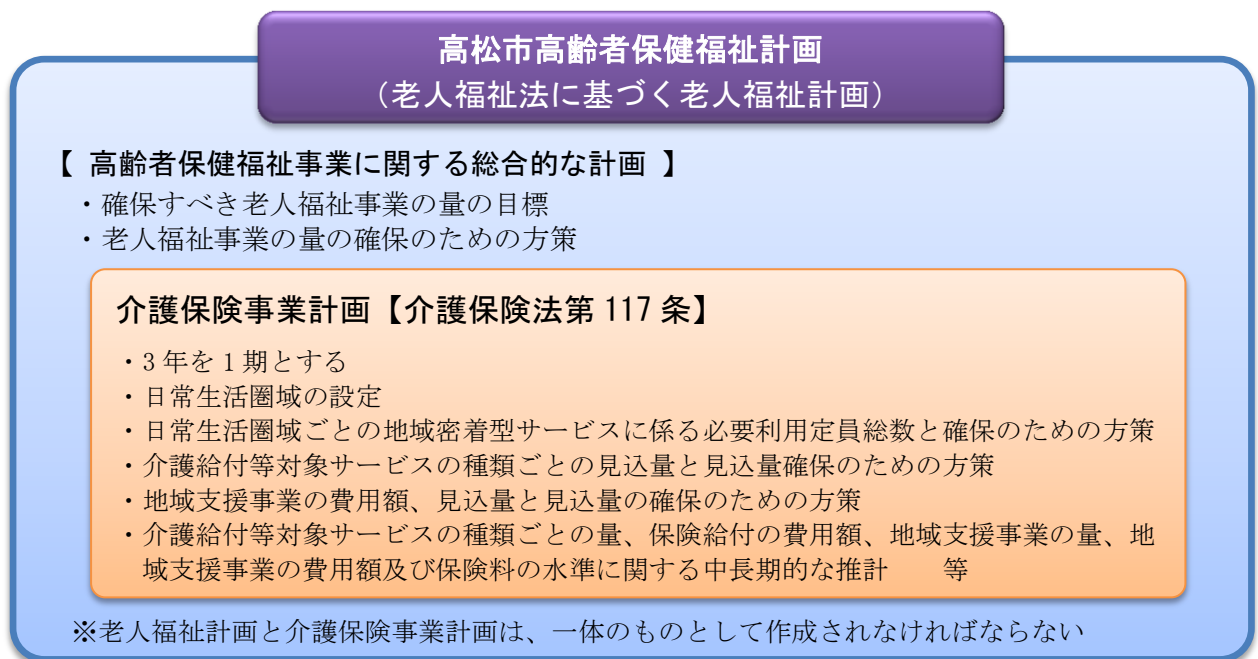 高松市高齢者保健福祉計画
（老人福祉法に基づく老人福祉計画）
【 高齢者保健福祉事業に関する総合的な計画 】
・確保すべき老人福祉事業の量の目標
・老人福祉事業の量の確保のための方策
介護保険事業計画【介護保険法第 117 条】
・3 年を 1 期とする
・日常生活圏域の設定
・日常生活圏域ごとの地域密着型サービスに係る必要利用定員総数と確保のための方策
・介護給付等対象サービスの種類ごとの見込量と見込量確保のための方策
・地域支援事業の費用額、見込量と見込量の確保のための方策
・介護給付等対象サービスの種類ごとの量、保険給付の費用額、地域支援事業の量、地
域支援事業の費用額及び保険料の水準に関する中長期的な推計　　等
※老人福祉計画と介護保険事業計画は、一体のものとして作成されなければならない